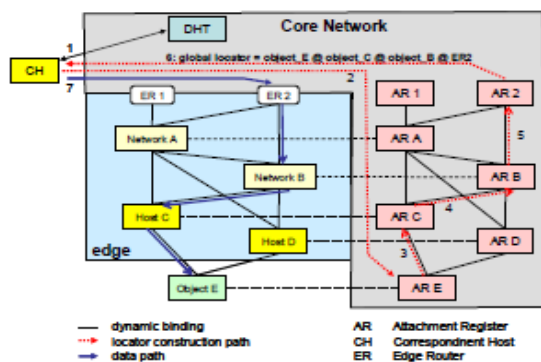 DHT
Core Network
1
6: global locator = object_E @ object_C @ object_B @ ER2
CH
2
7
ER 1
ER 2
AR 1
AR 2
Network A
AR A
5
Network B
AR B
4
Host C
AR C
Host D
AR D
edge
3
Object E
AR E
dynamic binding
AR Attachment Register
locator construction path
CH Correspondent Host
data path
ER Edge Router